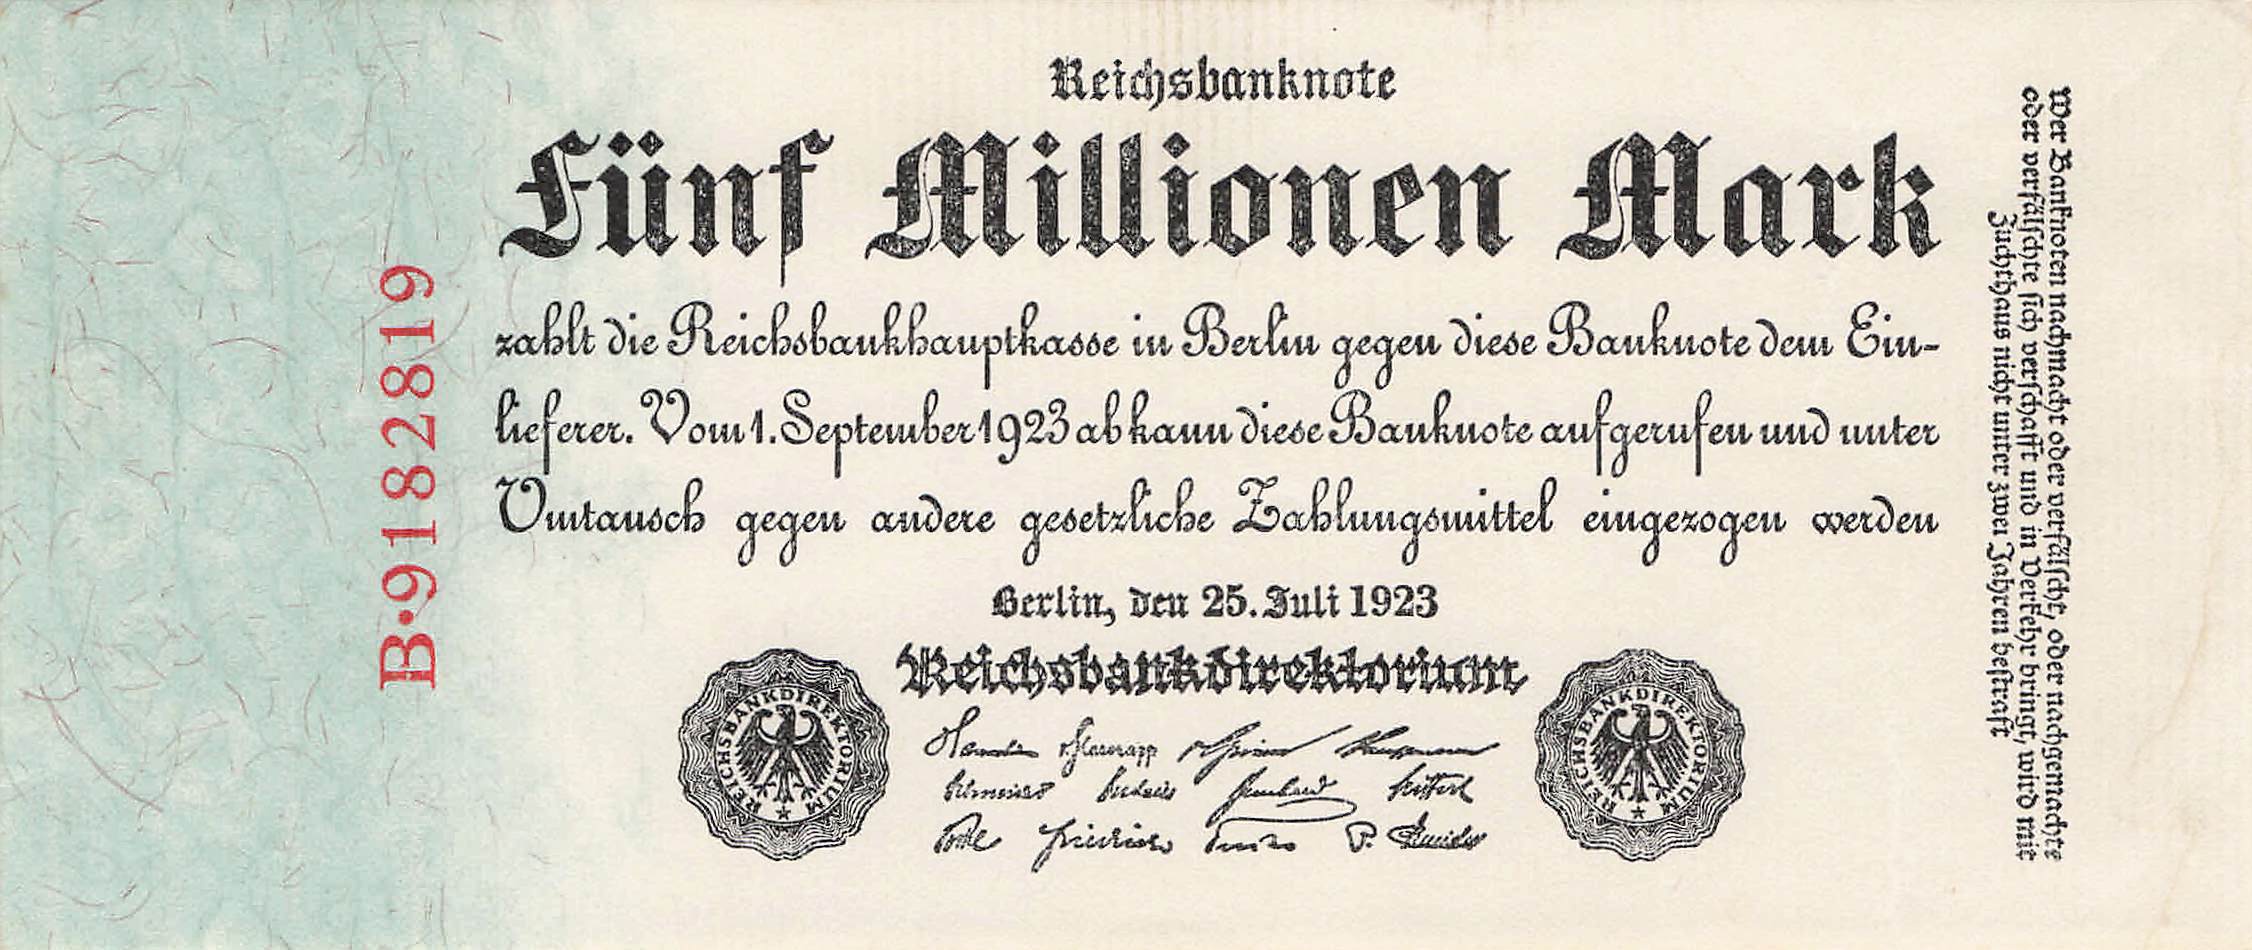 Reichsbanknote
Fünf Millionen Mark
zahlt die Reichsbankhauptkasse in Berlin gegen diese Banknote dem Ein-
lieferer. Vom 1. September 1923 ab kann diese Banknote aufgerufen und unter
Umtausch gegen andere gesetzliche Zahlungsmittel eingezogen werden
Berlin, den 25. Juli 1923
Reichsbankdirektorium
REICHSBANKDIREKTORIUM
REICHSBANKDIREKTORIUM
B·9182819
Wer Banknoten nachmacht oder verfälscht, oder nachgemachte
oder verfälschte sich verschafft und in Verkehr bringt, wird mit
Zuchthaus nicht unter zwei Jahren bestraft